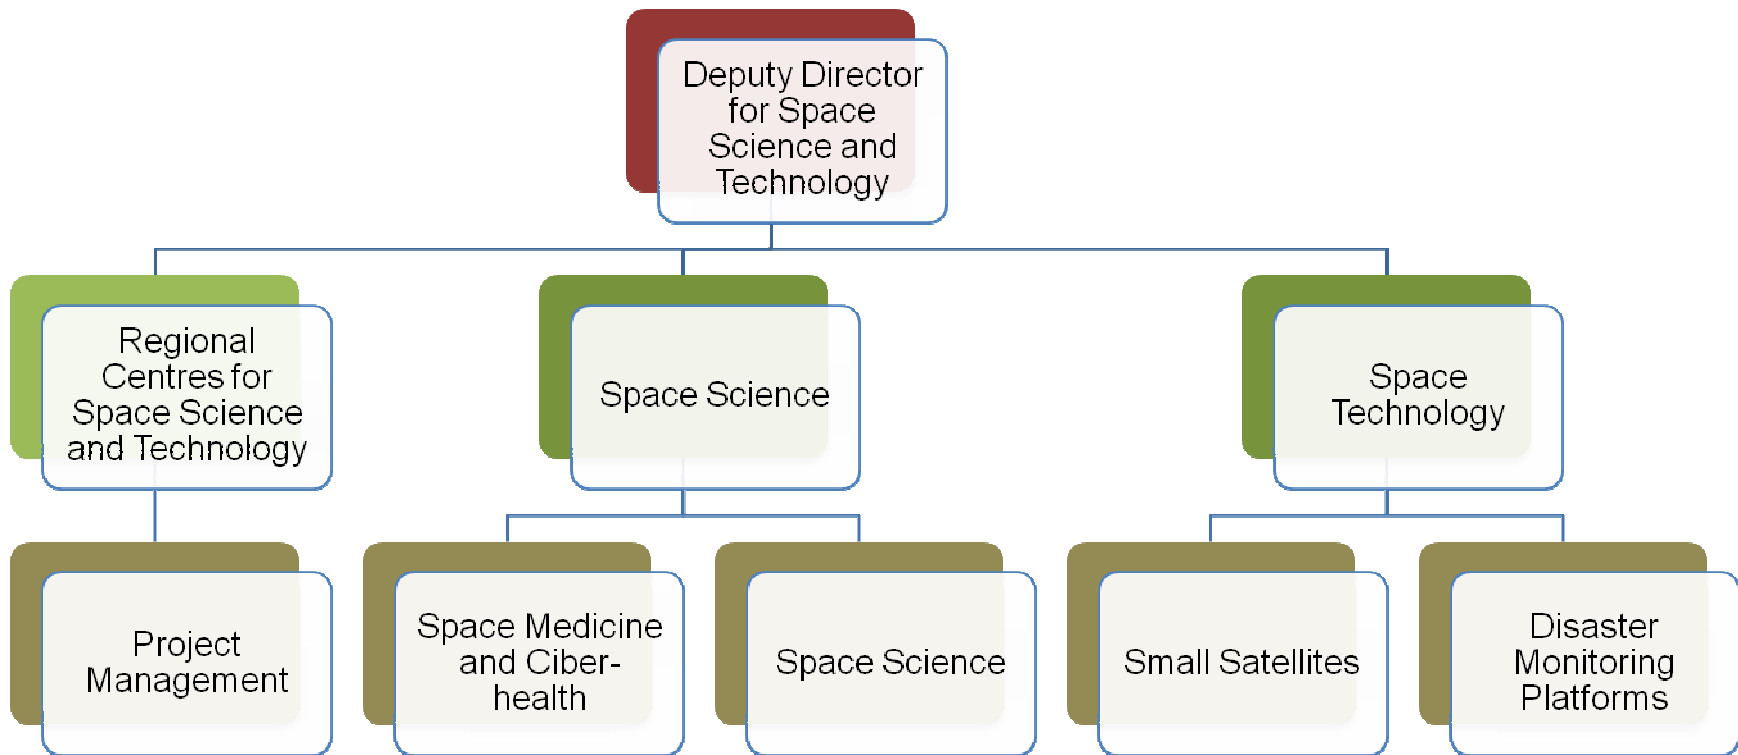 Deputy Director
for Space
Science and
Technology
Regional
Centres for
Space Science
and Technology
Space Science
Space
Technology
Project
Management
Space Medicine
and Ciber-
health
Space Science
Small Satellites
Disaster
Monitoring
Platforms